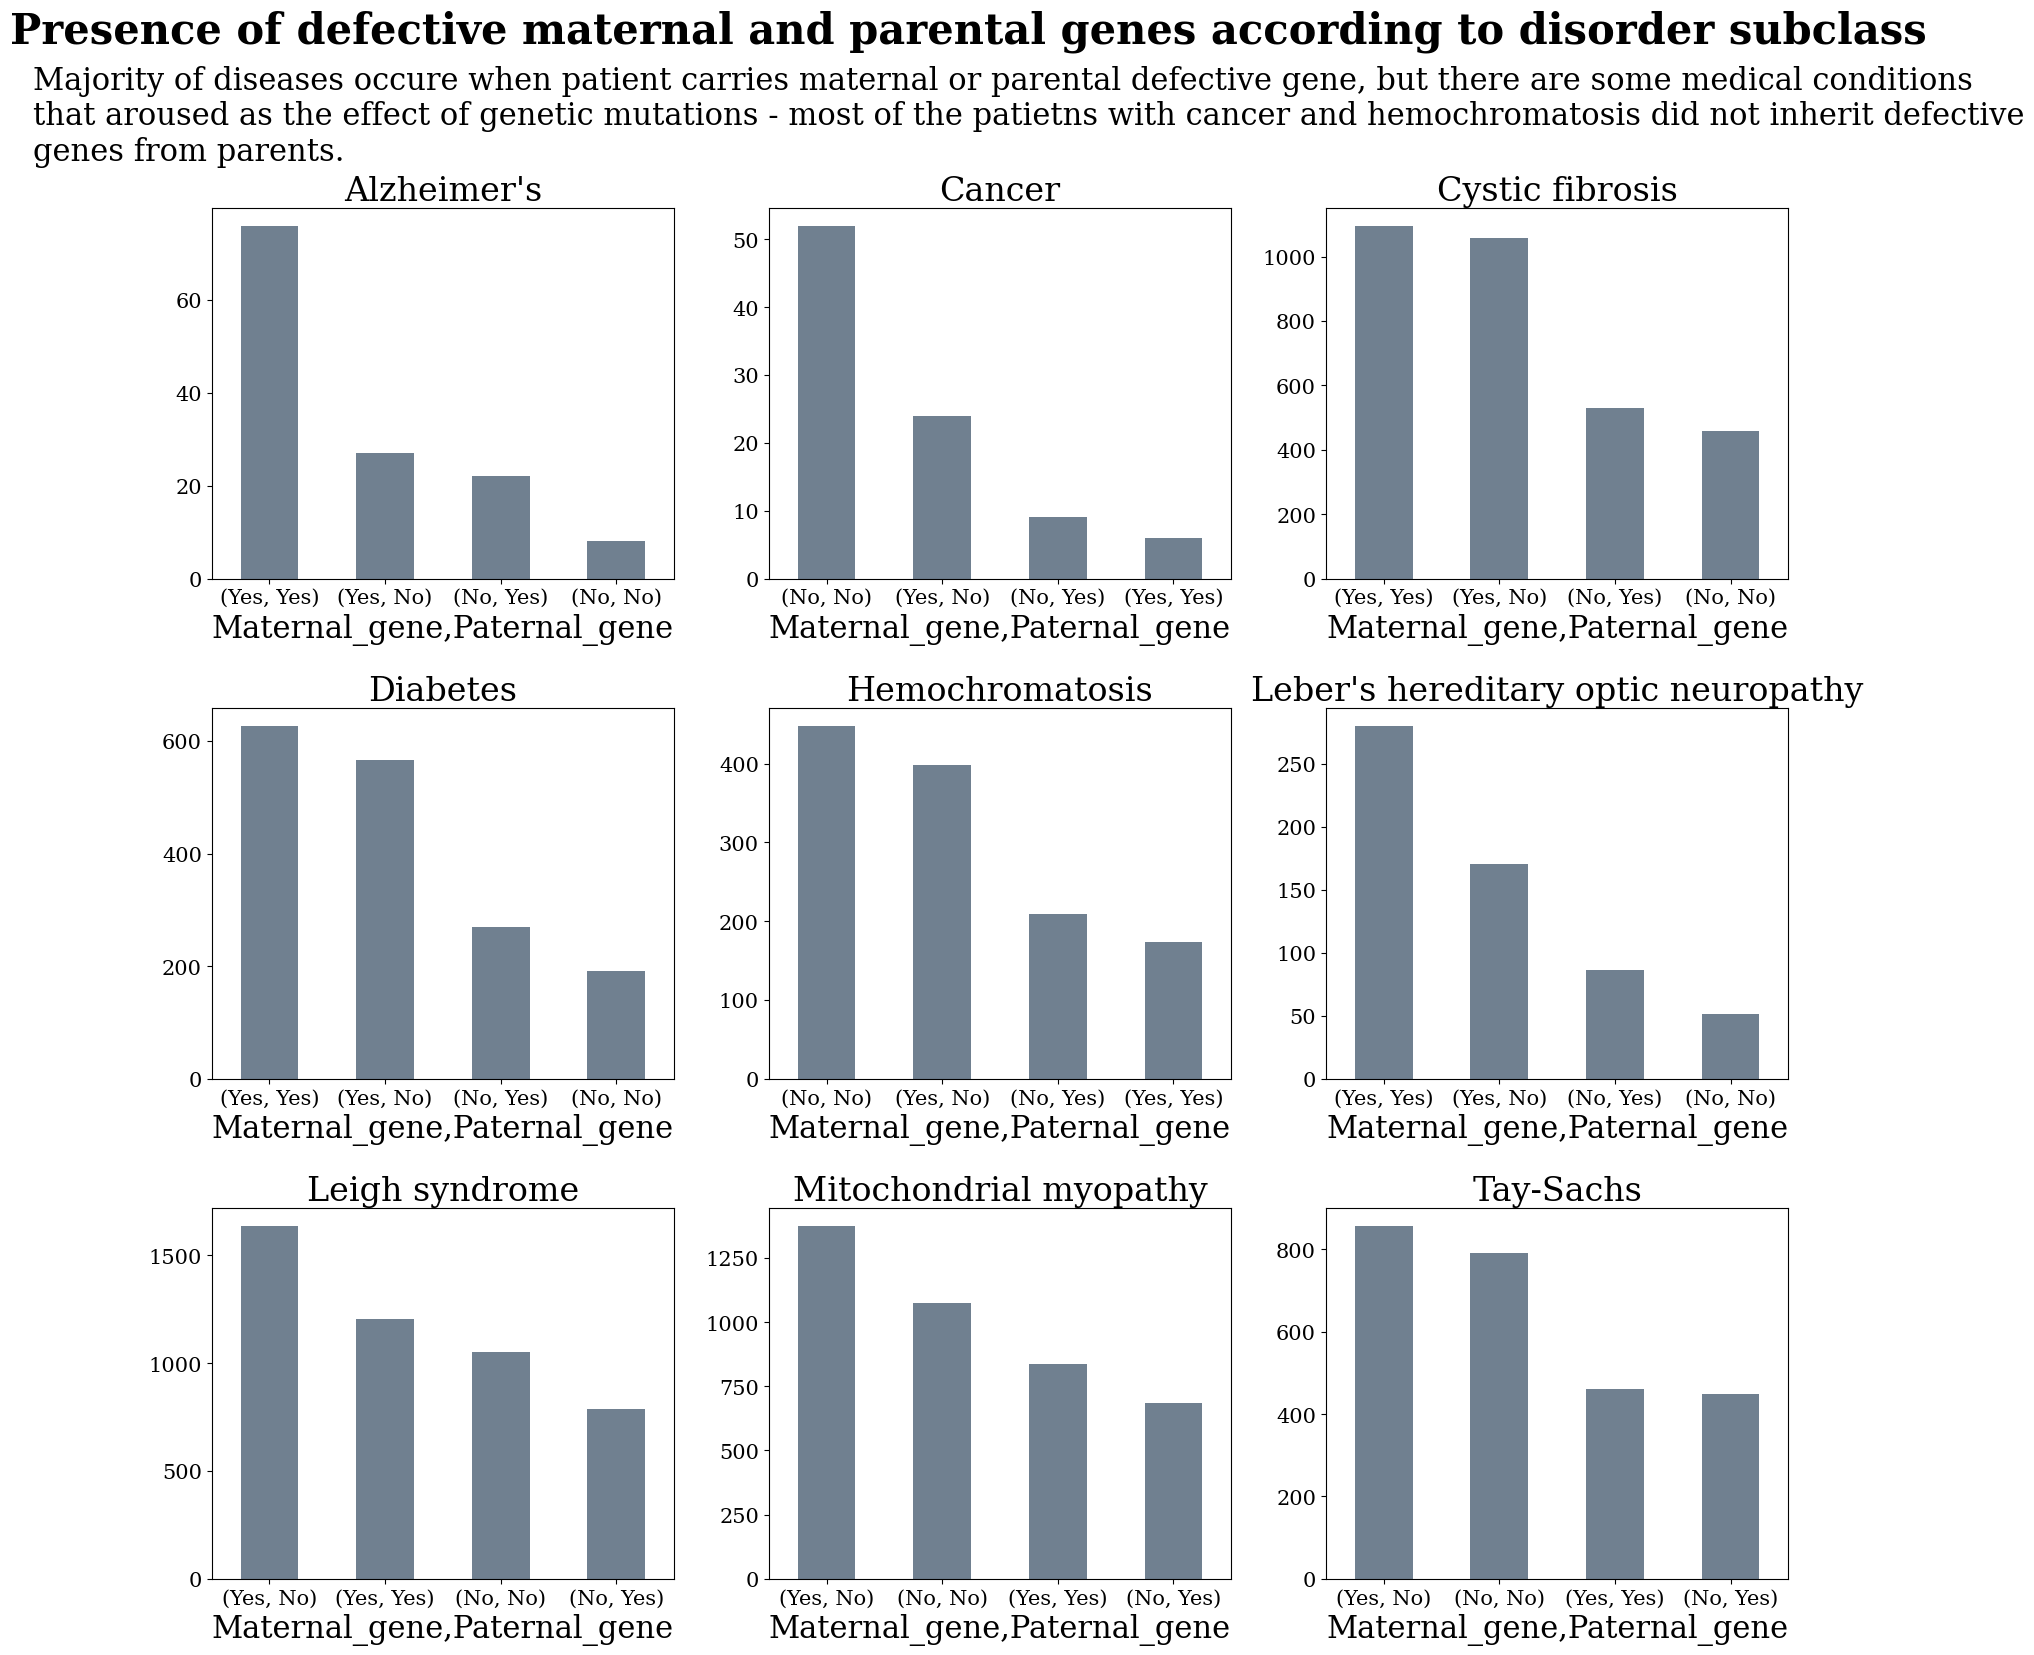 Presence of defective maternal and parental genes according to disorder subclass
Majority of diseases occure when patient carries maternal or parental defective gene, but there are some medical conditions
that aroused as the effect of genetic mutations - most of the patietns with cancer and hemochromatosis did not inherit defective
genes from parents.
Alzheimer's
60
40
20
0
(Yes, Yes) (Yes, No) (No, Yes) (No, No)
Maternal_gene,Paternal_gene
Cancer
50
40
30
20
10
0
(No, No) (Yes, No) (No, Yes) (Yes, Yes)
Maternal_gene,Paternal_gene
Cystic fibrosis
1000
800
600
400
200
0
(Yes, Yes) (Yes, No) (No, Yes) (No, No)
Maternal_gene,Paternal_gene
Diabetes
600
400
200
0
(Yes, Yes) (Yes, No) (No, Yes) (No, No)
Maternal_gene,Paternal_gene
Hemochromatosis
400
300
200
100
0
(No, No) (Yes, No) (No, Yes) (Yes, Yes)
Maternal_gene,Paternal_gene
Leber's hereditary optic neuropathy
250
200
150
100
50
0
(Yes, Yes) (Yes, No) (No, Yes) (No, No)
Maternal_gene,Paternal_gene
Leigh syndrome
1500
1000
500
0
(Yes, No) (Yes, Yes) (No, No) (No, Yes)
Maternal_gene,Paternal_gene
Mitochondrial myopathy
1250
1000
750
500
250
0
(Yes, No) (No, No) (Yes, Yes) (No, Yes)
Maternal_gene,Paternal_gene
Tay-Sachs
800
600
400
200
0
(Yes, No) (No, No) (Yes, Yes) (No, Yes)
Maternal_gene,Paternal_gene